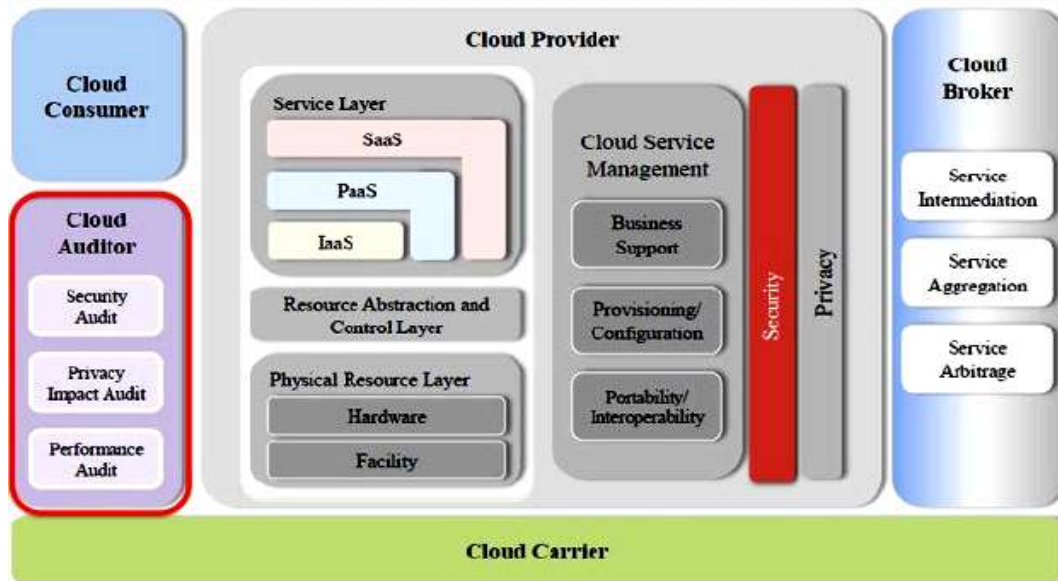 Cloud
Consumer
Cloud
Auditor
Security
Audit
Privacy
Impact Audit
Performance
Audit
Cloud Provider
Service Layer
SaaS
PaaS
IaaS
Resource Abstraction and
Control Layer
Physical Resource Layer
Hardware
Facility
Cloud Service
Management
Business
Support
Provisioning/
Configuration
Portability/
Interoperability
Security
Privacy
Cloud
Broker
Service
Intermediation
Service
Aggregation
Service
Arbitrage
Cloud Carrier